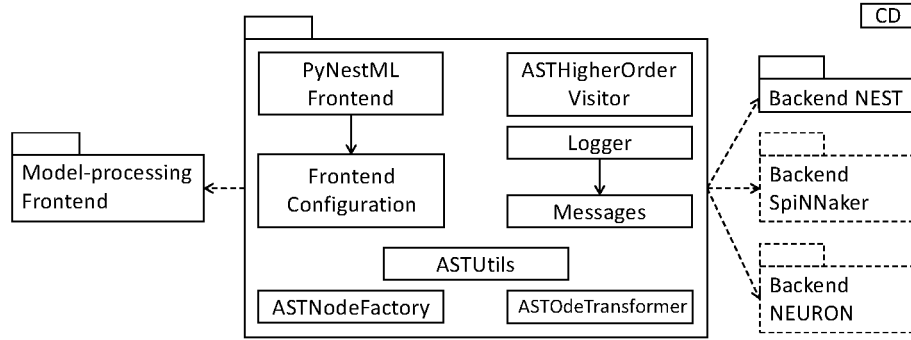 CD
PyNestML
Frontend
ASTHigherOrder
Visitor
Backend NEST
Logger
Model-processing
Frontend
Frontend
Configuration
Messages
Backend
SpiNNaker
ASTUtils
Backend
NEURON
ASTNodeFactory
ASTOdeTransformer